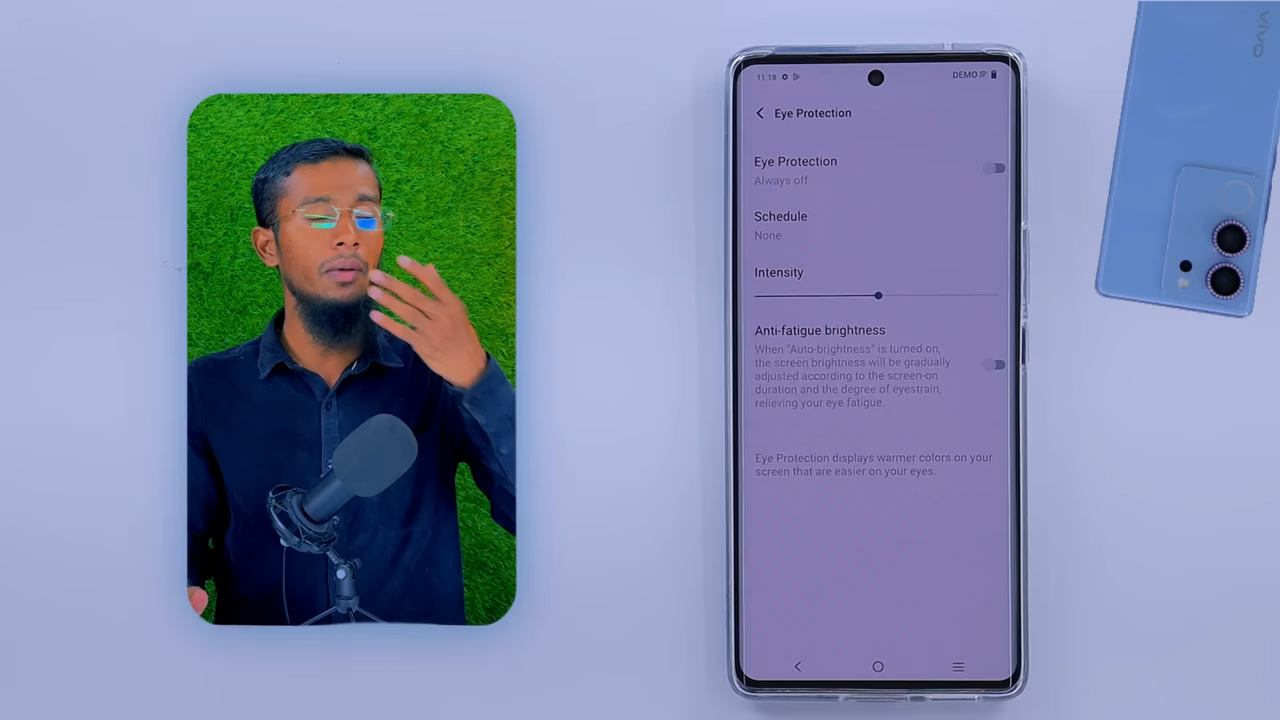 11:18
DEMO
Eye Protection
Eye Protection
Always off
Schedule
None
Intensity
Anti-fatigue brightness
When "Auto-brightness" is turned on,
the screen brightness will be gradually
adjusted according to the screen-on
duration and the degree of eyestrain,
relieving your eye fatigue.
Eye Protection displays warmer colors on your
screen that are easier on your eyes.
vivo